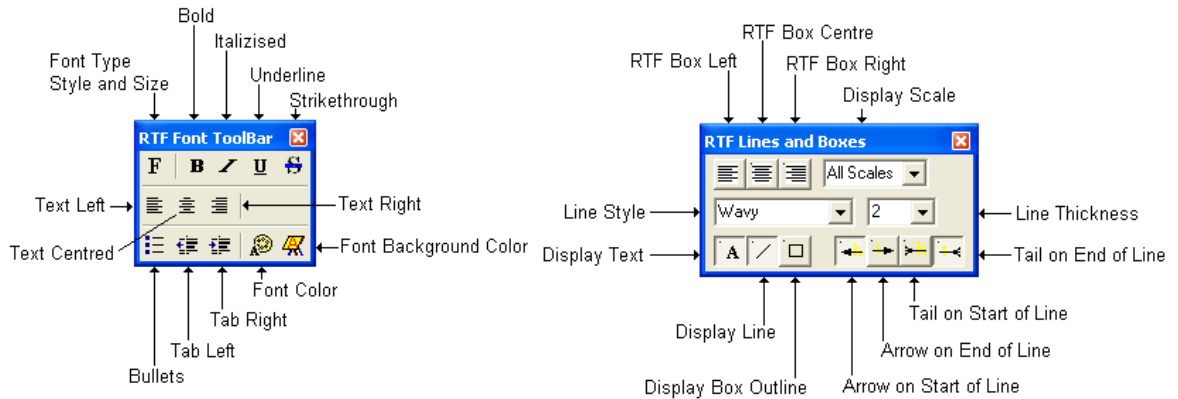 Bold
Italizised
Font Type
Style and Size
Underline
Strikethrough
RTF Font ToolBar
F B I U S
Text Left
Text Right
Text Centred
A
A
Font Background Color
Font Color
Tab Right
Tab Left
Bullets
RTF Box Centre
RTF Box Left
RTF Box Right
Display Scale
RTF Lines and Boxes
All Scales
Line Style
Wavy
2
Line Thickness
Display Text
A
Tail on End of Line
Tail on Start of Line
Display Line
Arrow on End of Line
Display Box Outline
Arrow on Start of Line